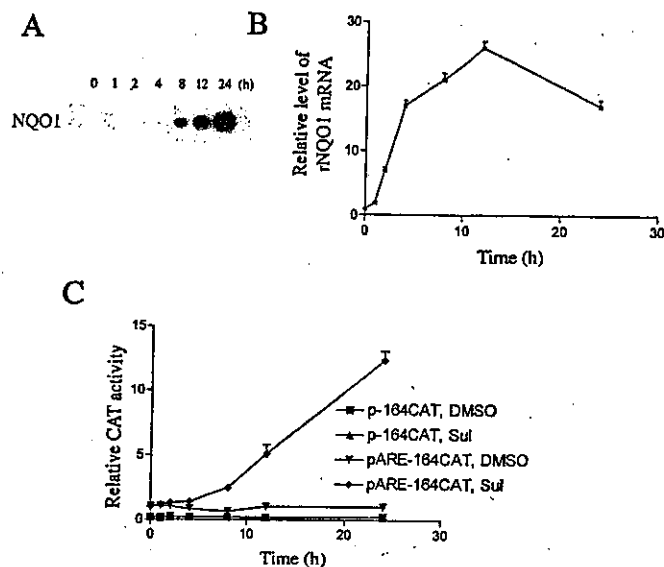 A
0 1 2 4 8 12 24 (h)
NQO1
B
Relative level of
rNQO1 mRNA
30
20
10
0
0 10 20 30
Time (h)
C
Relative CAT activity
15
10
5
0
0 10 20 30
Time (h)
p-164CAT, DMSO
p-164CAT, Sul
pARE-164CAT, DMSO
pARE-164CAT, Sul